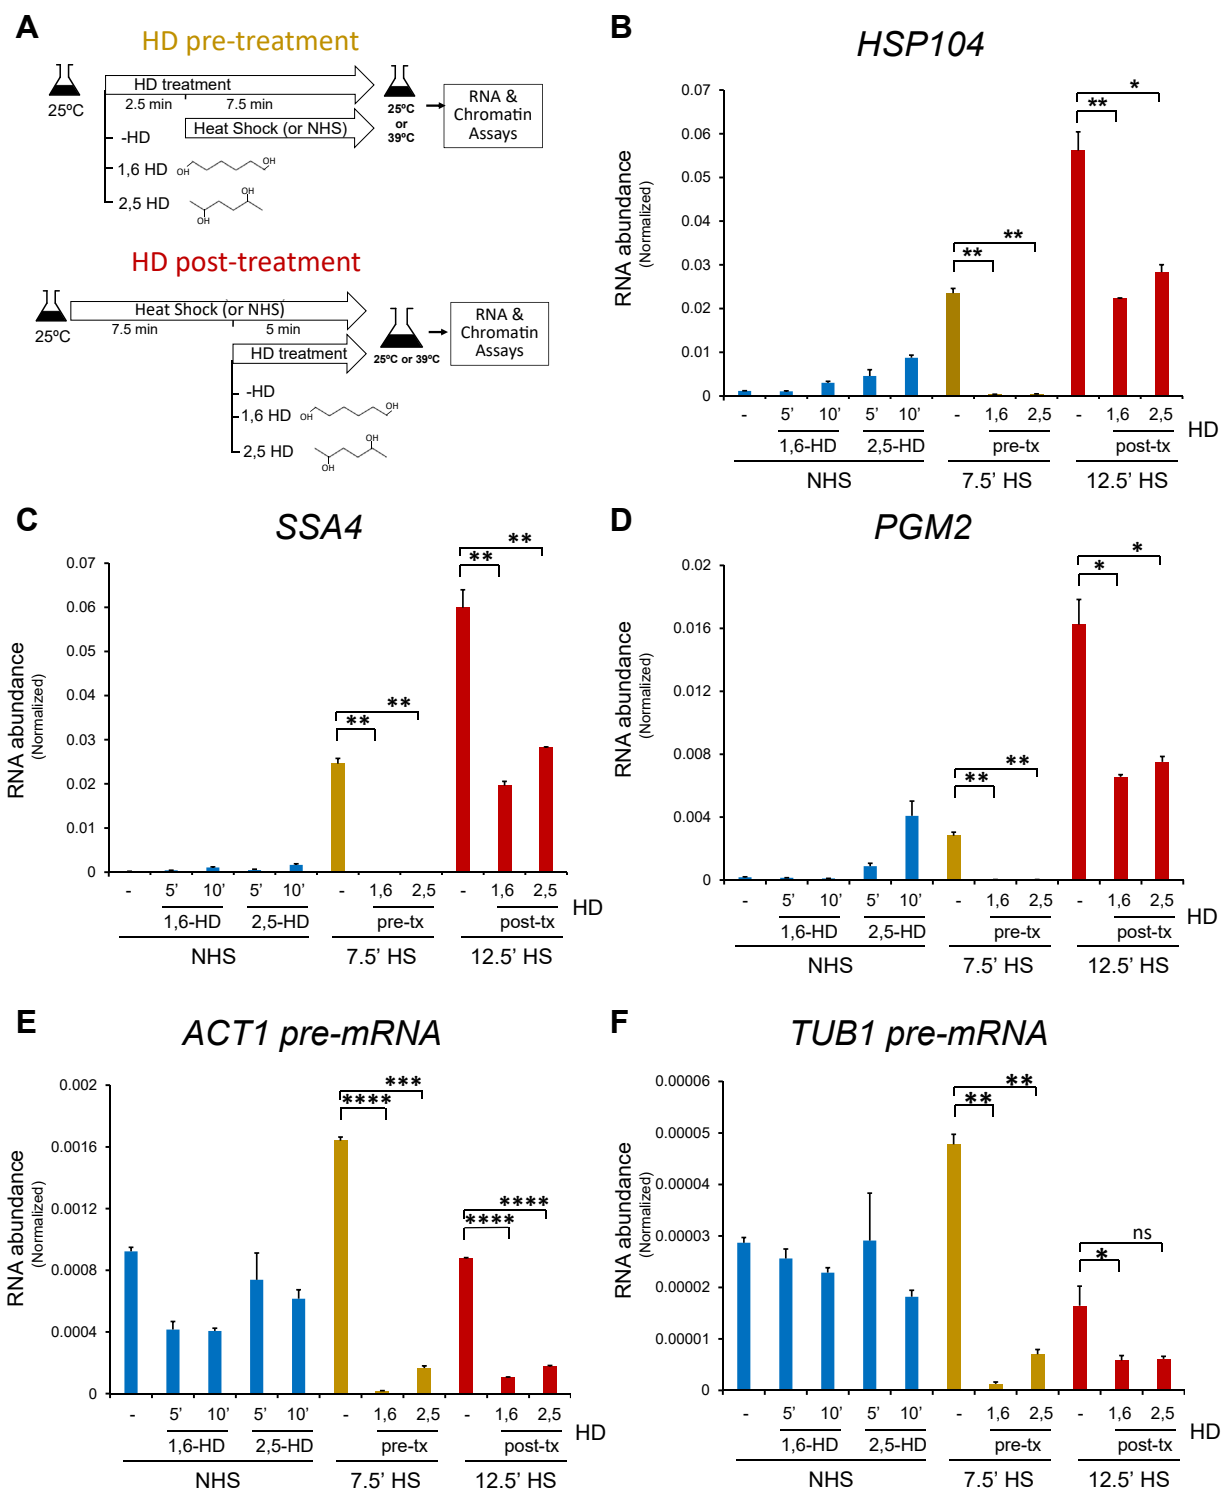 A
HD pre-treatment
HD treatment
2.5 min 7.5 min
25ºC
Heat Shock (or NHS)
25ºC
or
39ºC
RNA &
Chromatin
Assays
-HD
1,6 HD
OH OH
2,5 HD
OH
OH
HD post-treatment
Heat Shock (or NHS)
7.5 min 5 min
25ºC
HD treatment
25ºC or 39ºC
RNA &
Chromatin
Assays
-HD
1,6 HD
OH OH
2,5 HD
OH
OH
B
HSP104
RNA abundance
(Normalized)
0.07
0.06
0.05
0.04
0.03
0.02
0.01
0
** **
** *
- 5’ 10’ 5’ 10’ - 1,6 2,5 - 1,6 2,5
HD
1,6-HD 2,5-HD pre-tx post-tx
NHS 7.5’ HS 12.5’ HS
C
SSA4
RNA abundance
(Normalized)
0.07
0.06
0.05
0.04
0.03
0.02
0.01
0
** **
** **
- 5’ 10’ 5’ 10’ - 1,6 2,5 - 1,6 2,5
HD
1,6-HD 2,5-HD pre-tx post-tx
NHS 7.5’ HS 12.5’ HS
D
PGM2
RNA abundance
(Normalized)
0.02
0.016
0.012
0.008
0.004
0
** **
* *
- 5’ 10’ 5’ 10’ - 1,6 2,5 - 1,6 2,5
HD
1,6-HD 2,5-HD pre-tx post-tx
NHS 7.5’ HS 12.5’ HS
E
ACT1 pre-mRNA
RNA abundance
(Normalized)
0.002
0.0016
0.0012
0.0008
0.0004
0
**** ***
**** ****
- 5’ 10’ 5’ 10’ - 1,6 2,5 - 1,6 2,5
HD
1,6-HD 2,5-HD pre-tx post-tx
NHS 7.5’ HS 12.5’ HS
F
TUB1 pre-mRNA
RNA abundance
(Normalized)
0.00006
0.00005
0.00004
0.00003
0.00002
0.00001
0
** **
* ns
- 5’ 10’ 5’ 10’ - 1,6 2,5 - 1,6 2,5
HD
1,6-HD 2,5-HD pre-tx post-tx
NHS 7.5’ HS 12.5’ HS